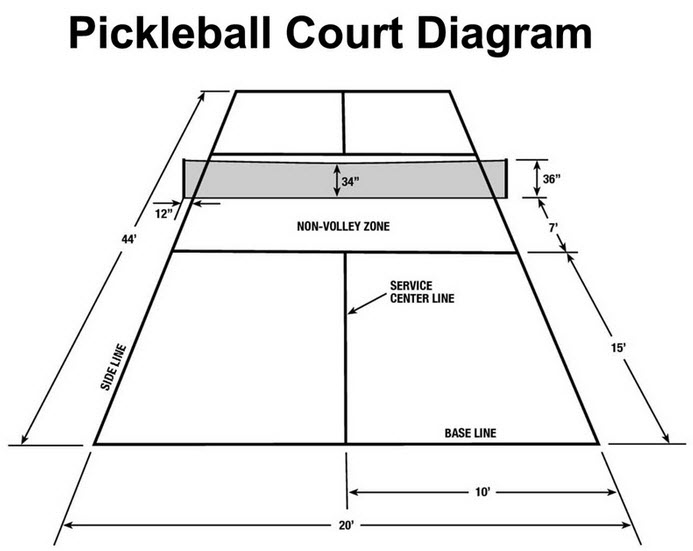 Pickleball Court Diagram
34”
36”
12”
7’
NON-VOLLEY ZONE
44’
SERVICE
CENTER LINE
15’
SIDE LINE
BASE LINE
10’
20’